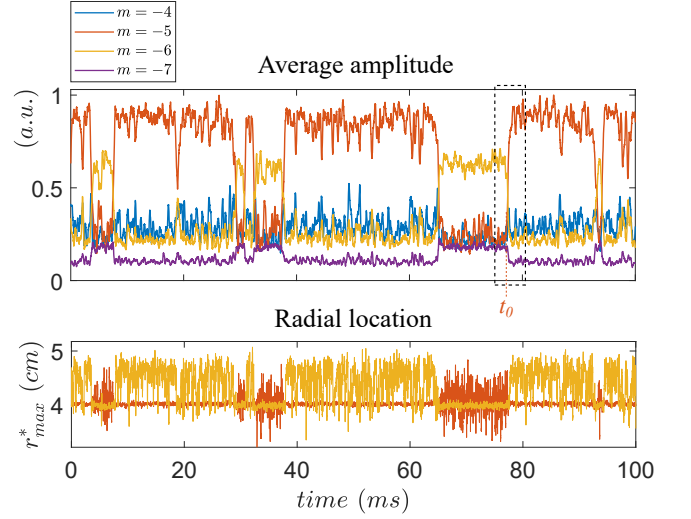 m = −4
m = −5
m = −6
m = −7
Average amplitude
(a.u.)
1
0.5
0
t₀
Radial location
r*max (cm)
5
4
0 20 40 60 80 100
time (ms)